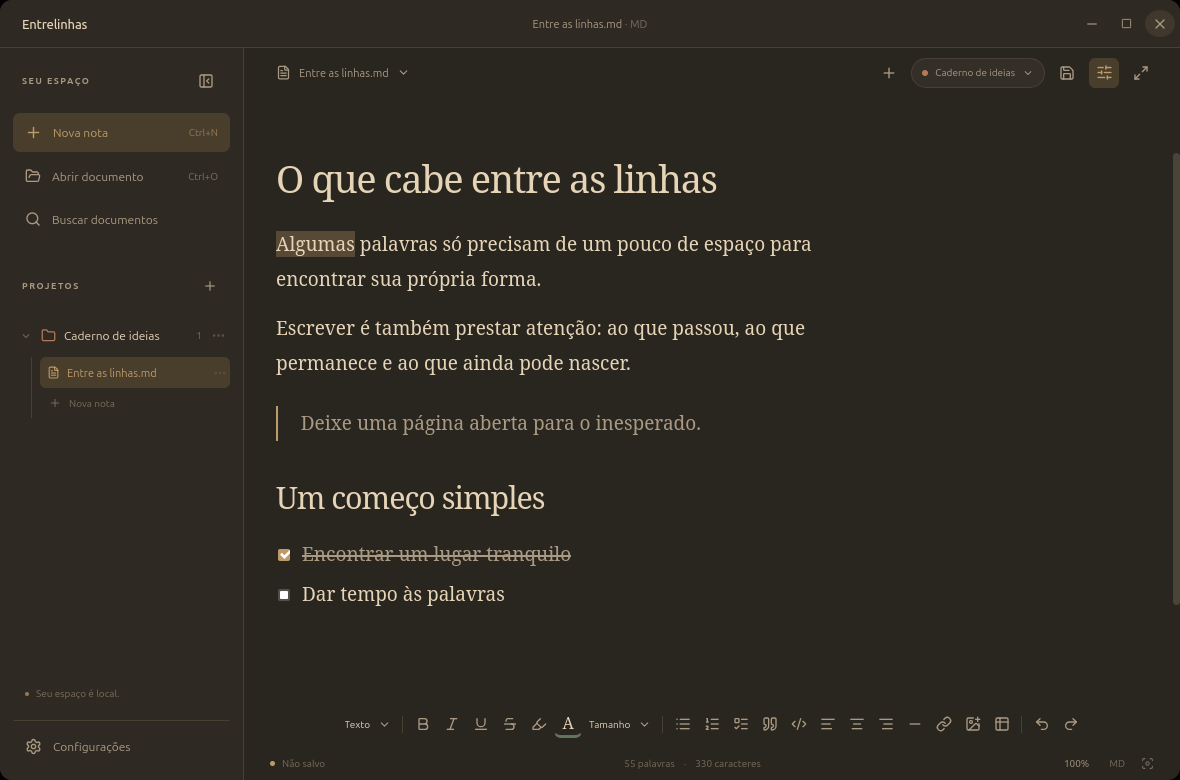 Entrelinhas
Entre as linhas.md · MD
SEU ESPAÇO
Nova nota Ctrl+N
Abrir documento Ctrl+O
Buscar documentos
PROJETOS
Caderno de ideias 1
Entre as linhas.md
Nova nota
Seu espaço é local.
Configurações
Entre as linhas.md
Caderno de ideias
O que cabe entre as linhas
Algumas palavras só precisam de um pouco de espaço para
encontrar sua própria forma.
Escrever é também prestar atenção: ao que passou, ao que
permanece e ao que ainda pode nascer.
Deixe uma página aberta para o inesperado.
Um começo simples
Encontrar um lugar tranquilo
Dar tempo às palavras
Texto
A
Tamanho
Não salvo
55 palavras · 330 caracteres
100% MD